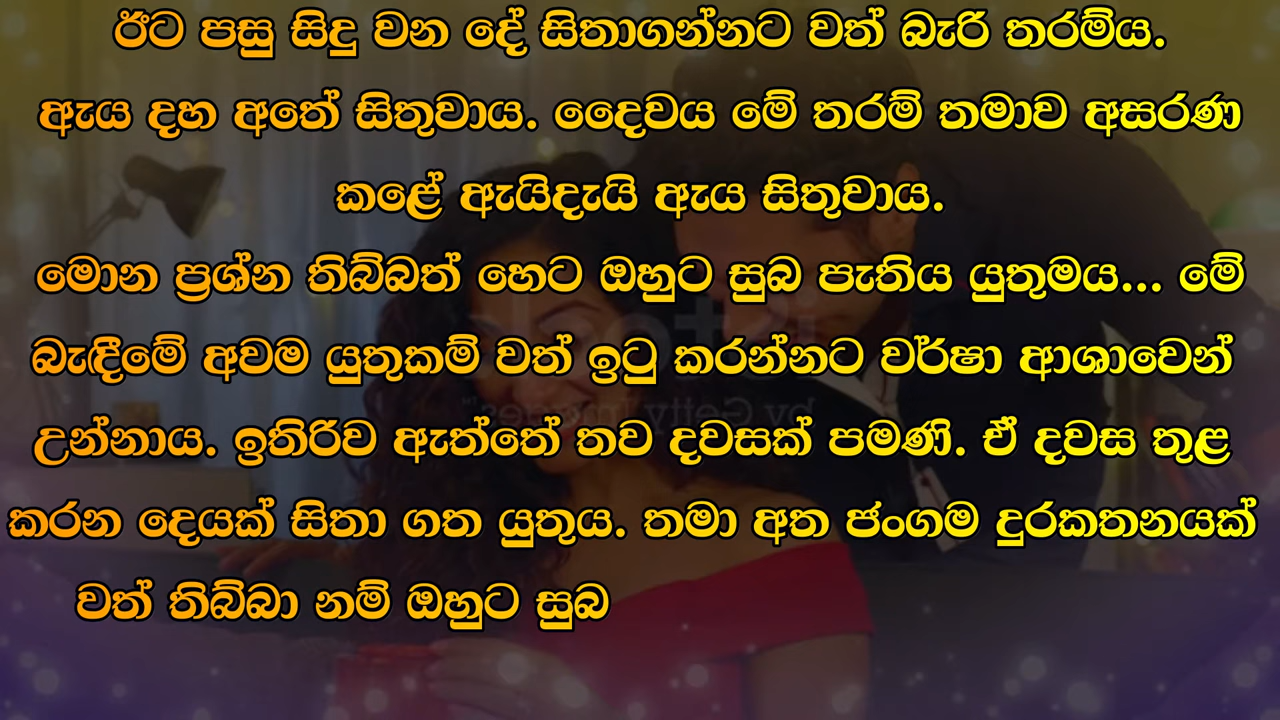 ඊට පසු සිදු වන දේ සිතාගන්නට වත් බැරි තරම්ය.
ඇය දහ අතේ සිතුවාය. දෛවය මේ තරම් තමාව අසරණ
කළේ ඇයිදැයි ඇය සිතුවාය.
මොන ප්‍රශ්න තිබ්බත් හෙට ඔහුට සුබ පැතිය යුතුමය... මේ
බැඳීමේ අවම යුතුකම් වත් ඉටු කරන්නට වර්ෂා ආශාවෙන්
උන්නාය. ඉතිරිව ඇත්තේ තව දවසක් පමණි. ඒ දවස තුළ
කරන දෙයක් සිතා ගත යුතුය. තමා අත ජංගම දුරකතනයක්
වත් තිබ්බා නම් ඔහුට සුබ